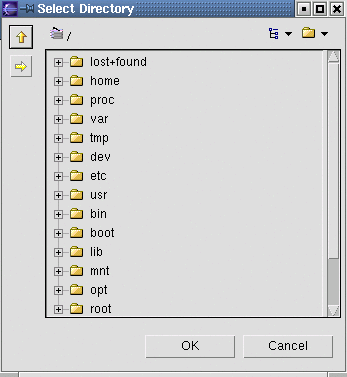 Select Directory
/
lost+found
home
proc
var
tmp
dev
etc
usr
bin
boot
lib
mnt
opt
root
OK
Cancel